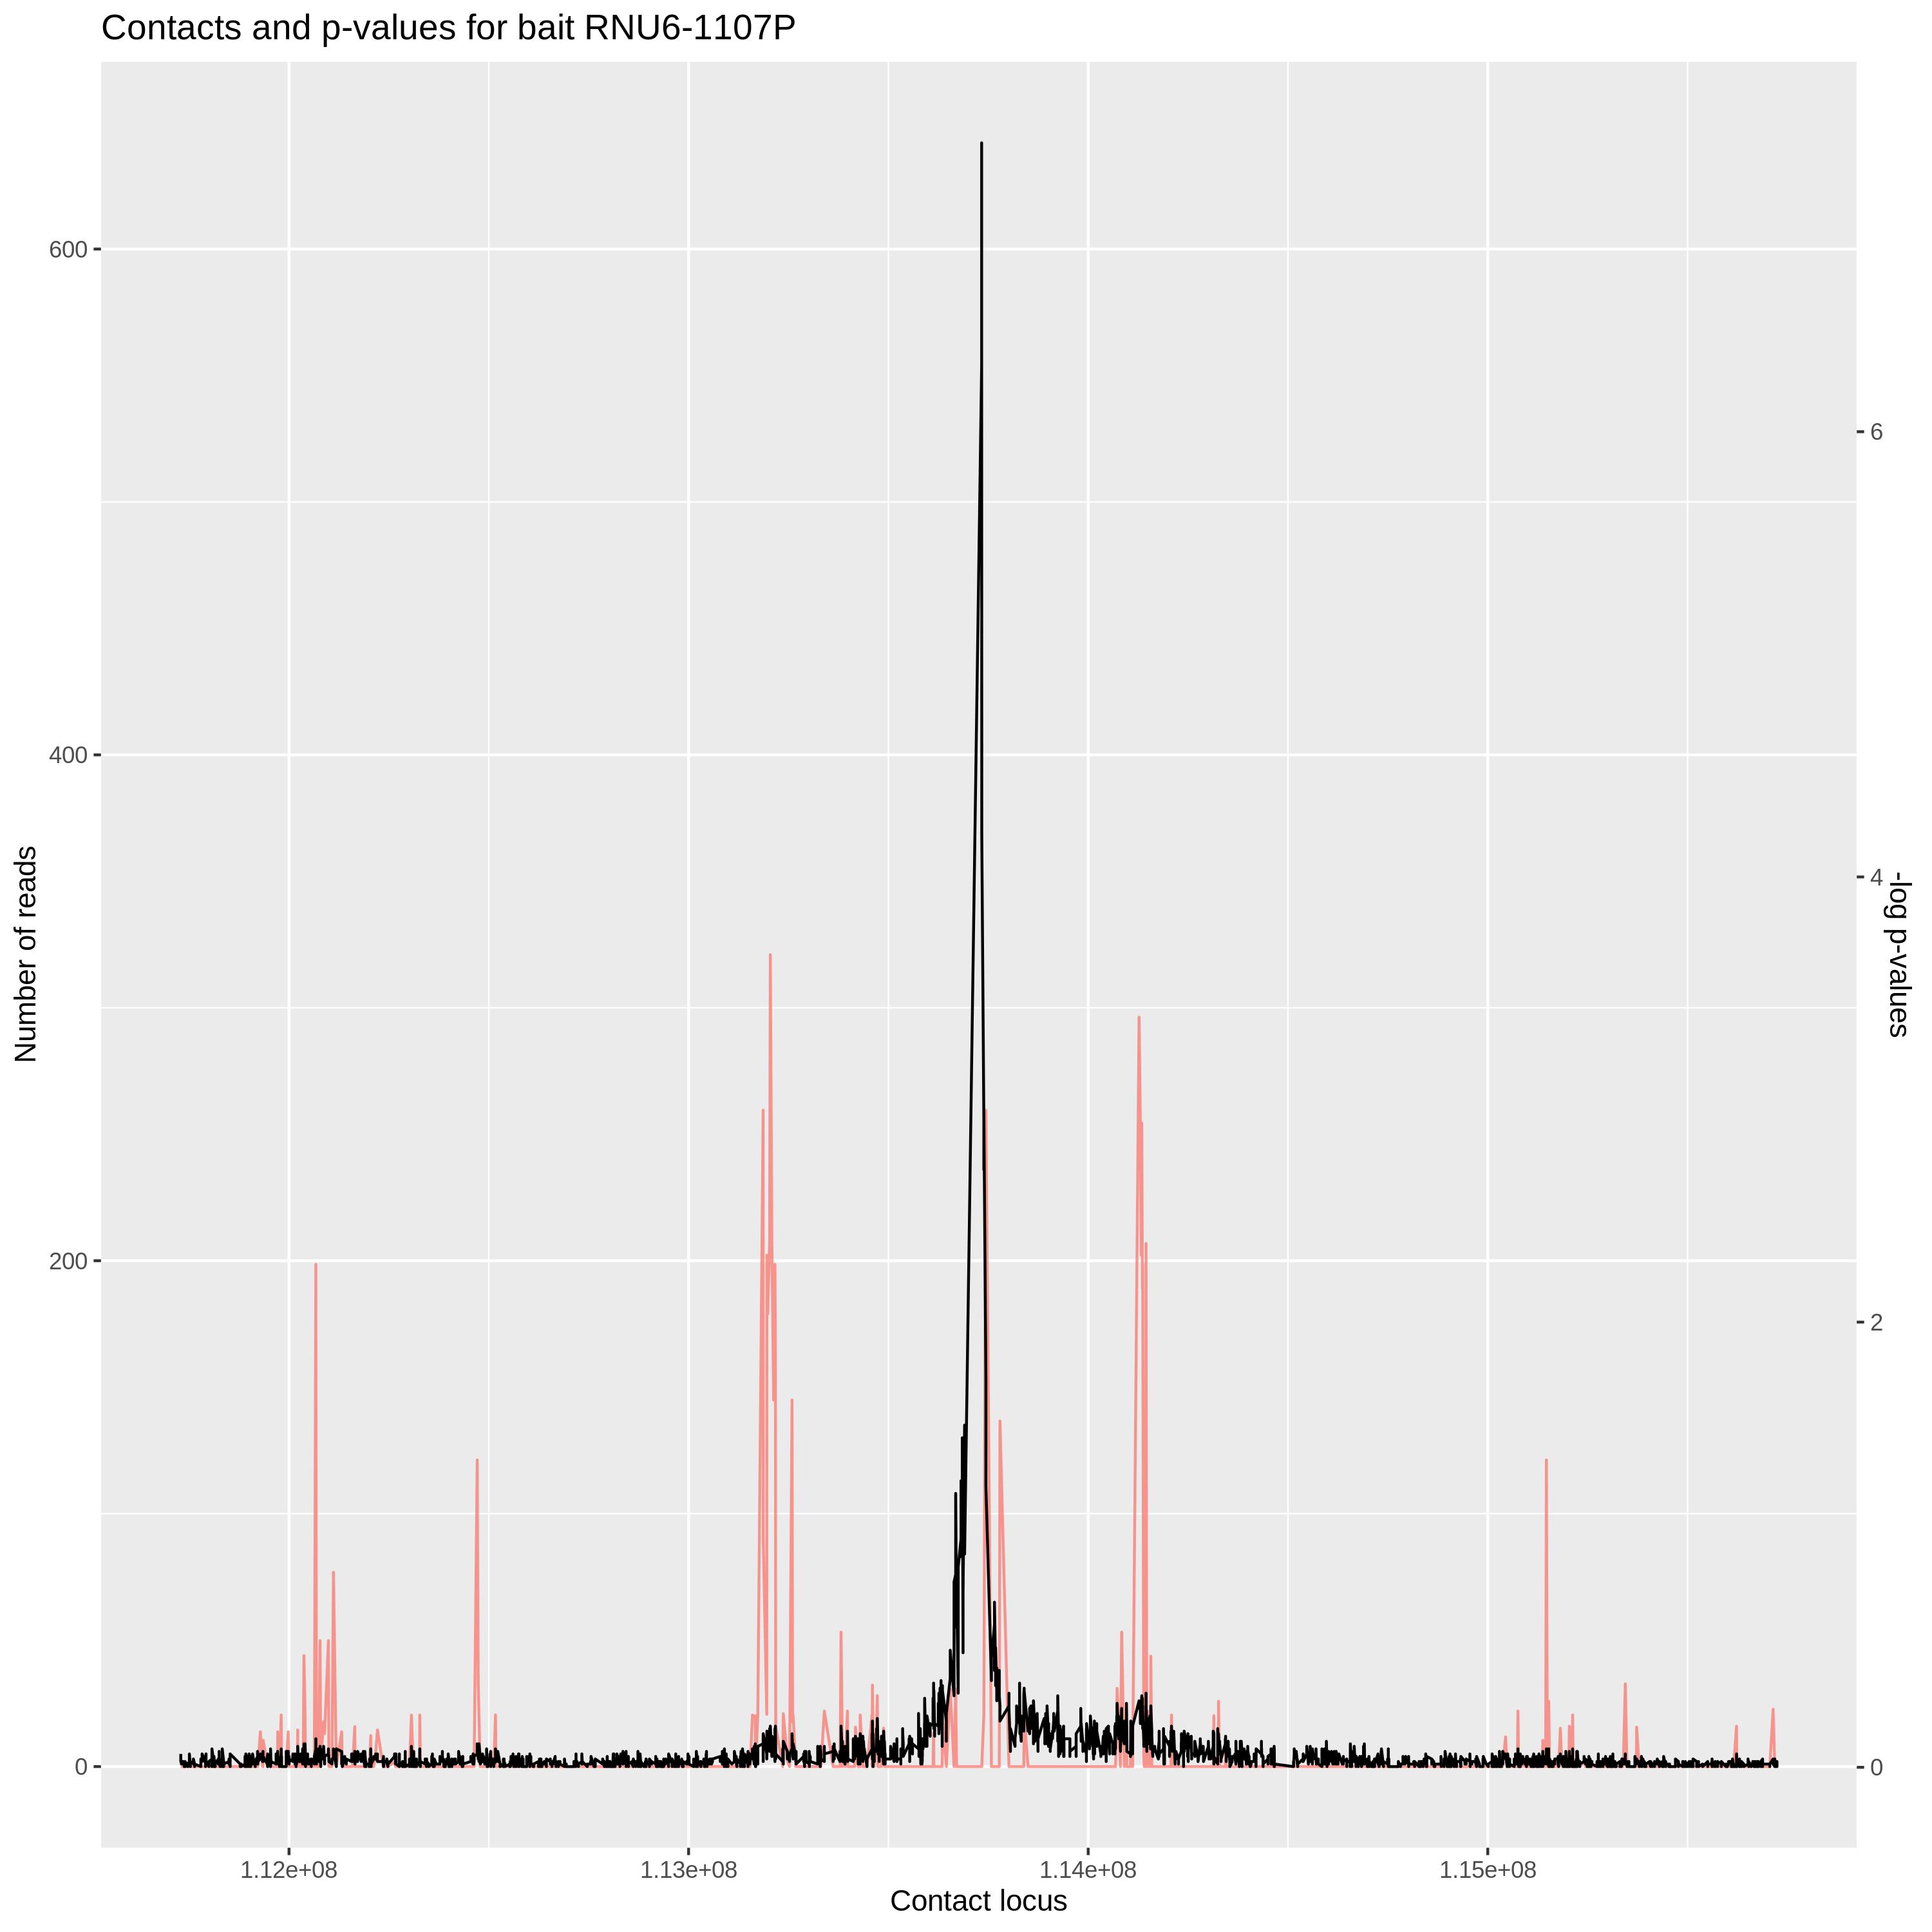 Contacts and p-values for bait RNU6-1107P
600
400
200
0
6
4
2
0
Number of reads
-log p-values
1.12e+08
1.13e+08
1.14e+08
1.15e+08
Contact locus